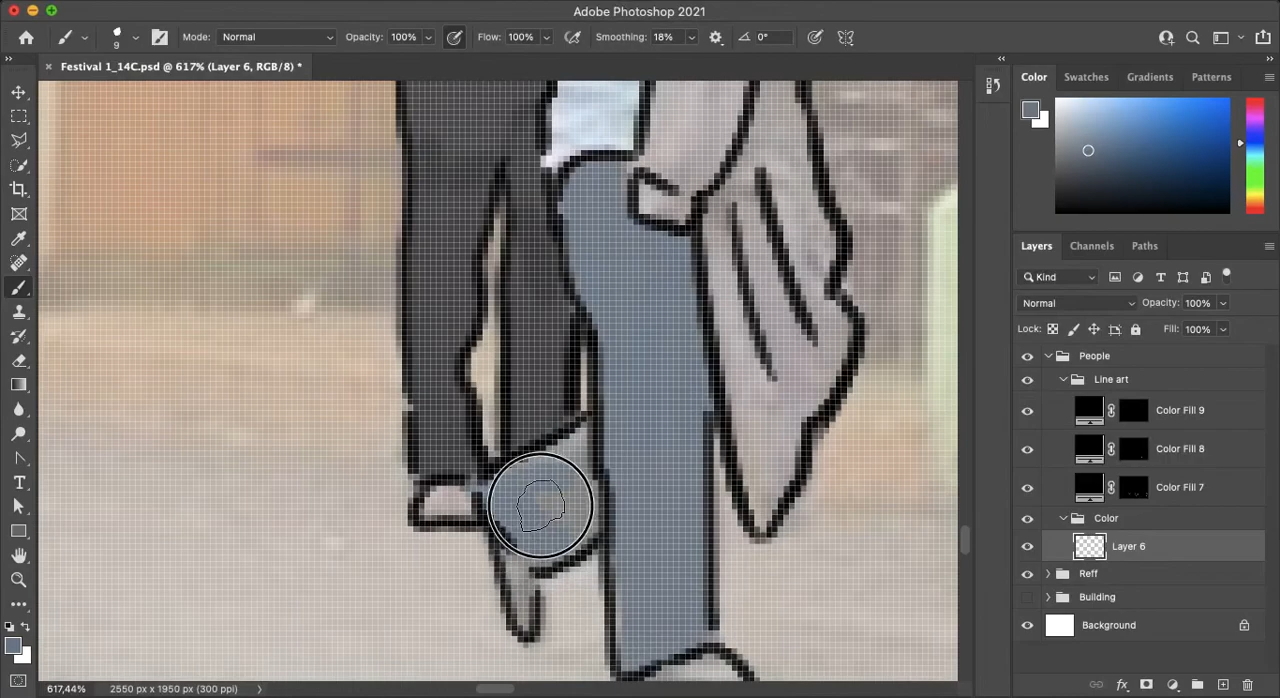 Adobe Photoshop 2021
9
Mode: Normal
Opacity: 100%
Flow: 100%
Smoothing: 18%
0°
Festival 1_14C.psd @ 617% (Layer 6, RGB/8) *
Color
Swatches
Gradients
Patterns
Layers
Channels
Paths
Kind
Normal
Opacity: 100%
Lock:
Fill: 100%
People
Line art
Color Fill 9
Color Fill 8
Color Fill 7
Color
Layer 6
Reff
Building
Background
617,44%
2550 px x 1950 px (300 ppi)